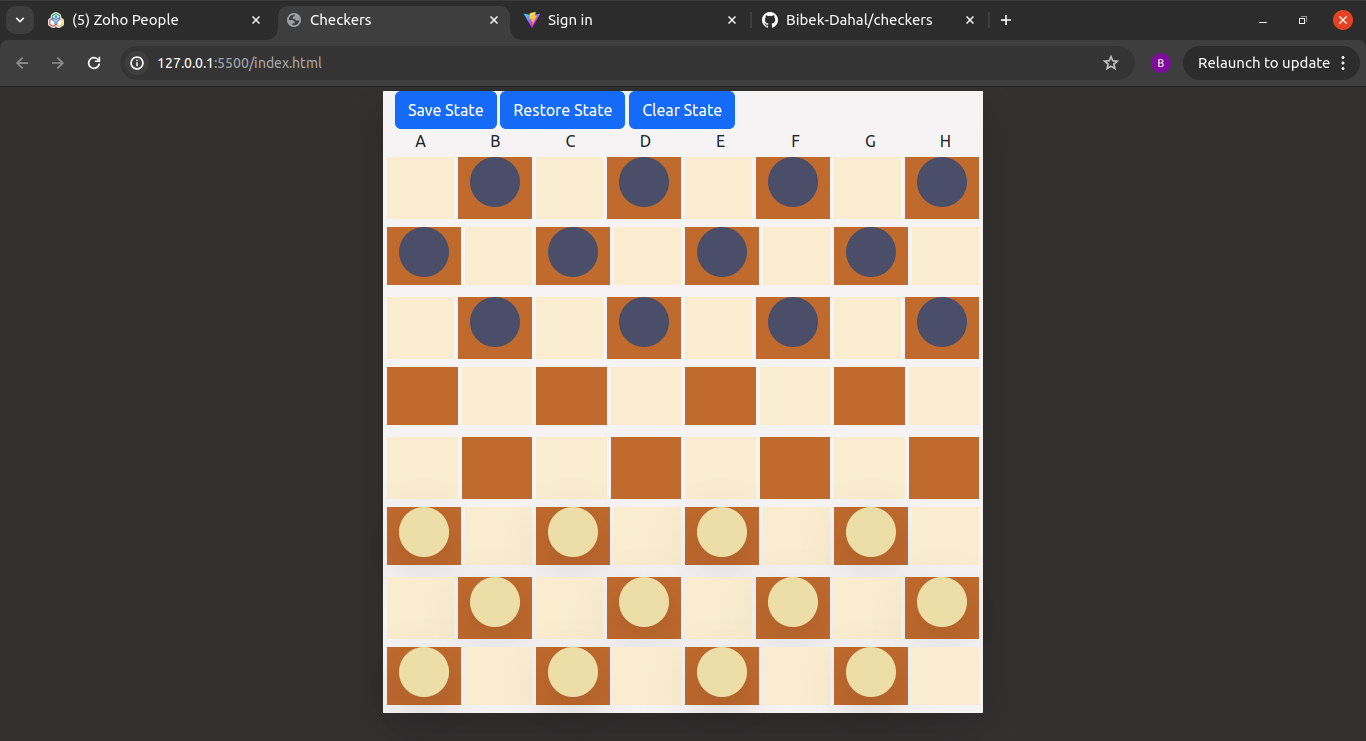 (5) Zoho People
Checkers
Sign in
Bibek-Dahal/checkers
127.0.0.1:5500/index.html
B
Relaunch to update
Save State
Restore State
Clear State
A B C D E F G H